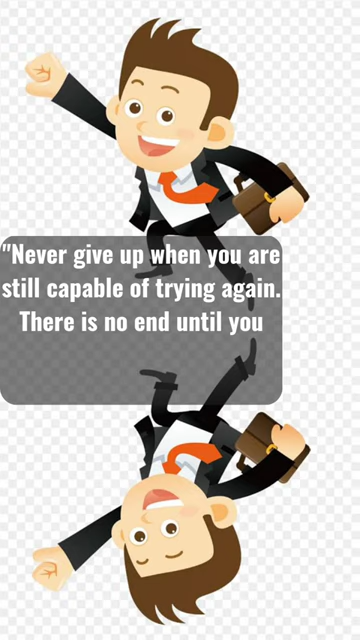 "Never give up when you are
still capable of trying again.
There is no end until you